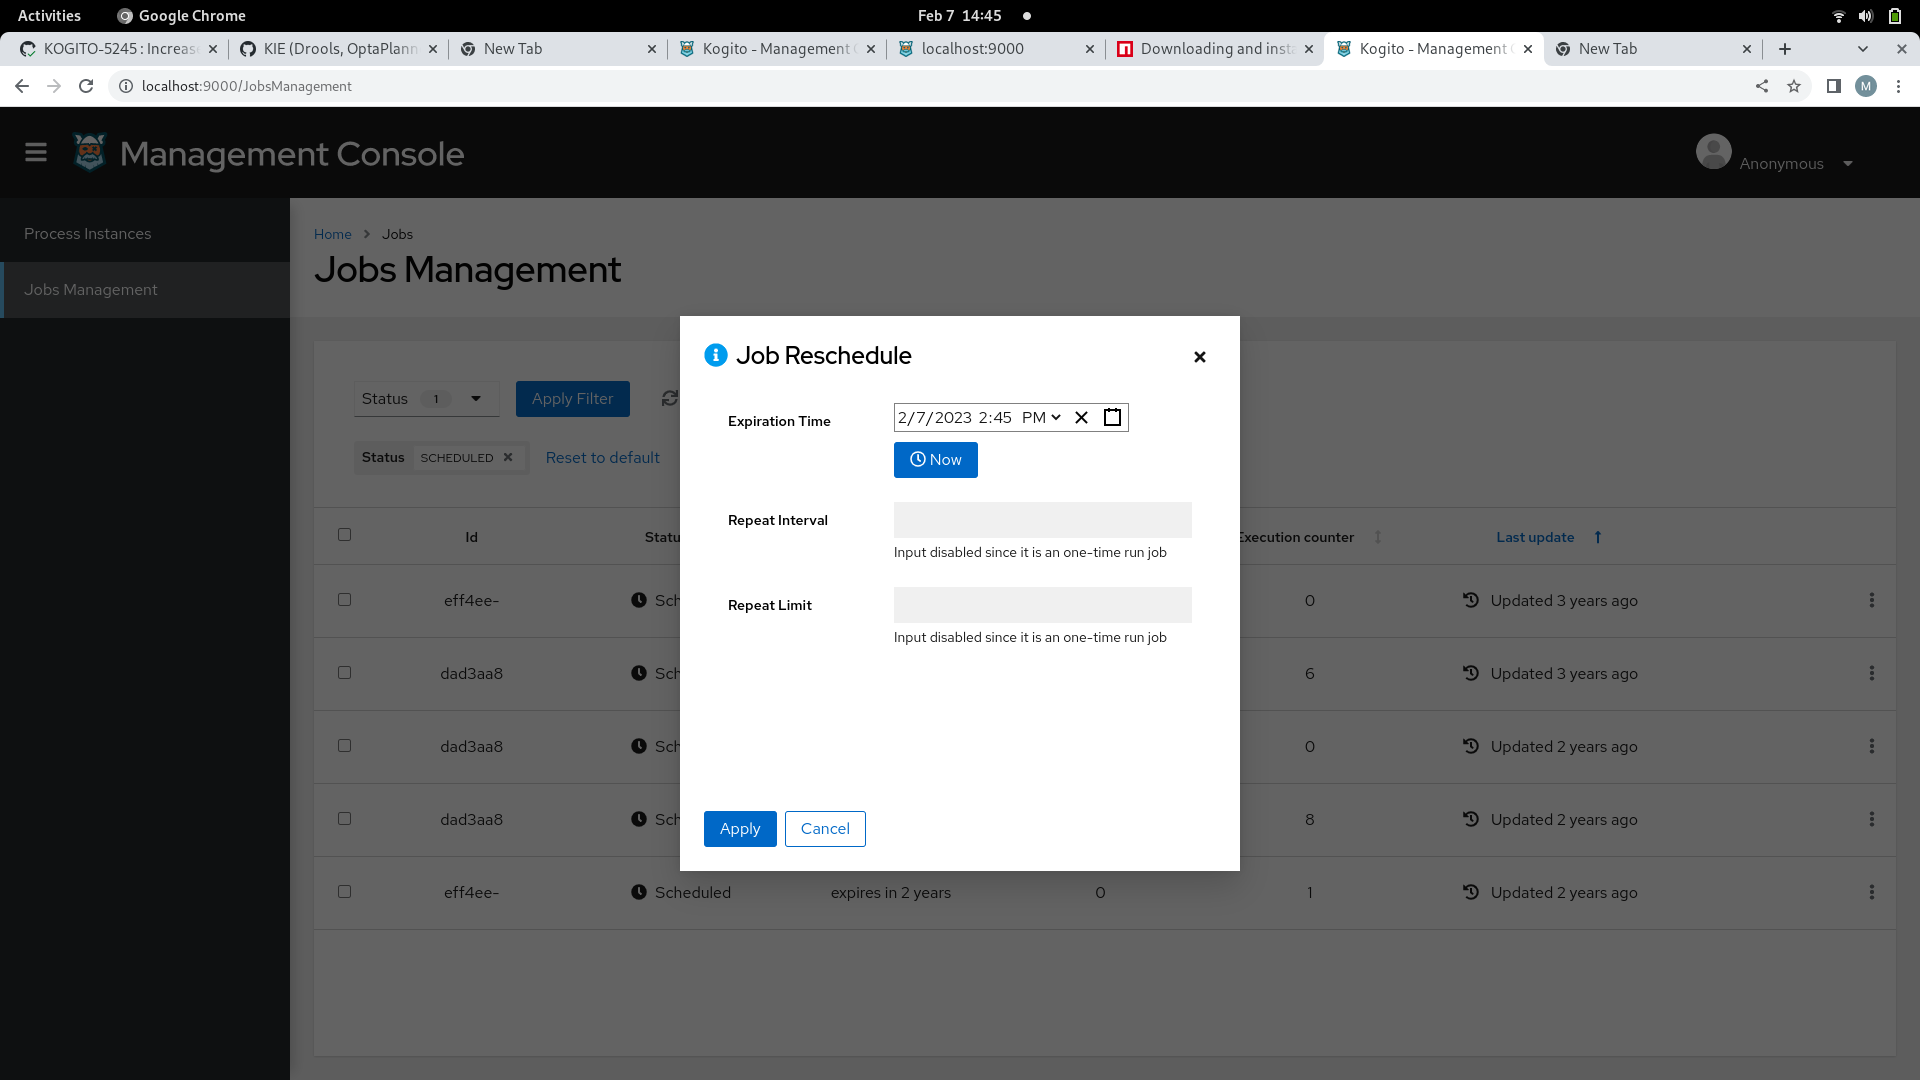 Activities
Google Chrome
Feb 7 14:45
KOGITO-5245 : Increas
KIE (Drools, OptaPlann
New Tab
Kogito - Management
localhost:9000
Downloading and insta
Kogito - Management
New Tab
localhost:9000/JobsManagement
M
Management Console
Anonymous
Process Instances
Jobs Management
Home
Jobs
Jobs Management
Status 1
Apply Filter
Status SCHEDULED
Reset to default
Job Reschedule
Expiration Time
2/7/2023 2:45 PM
Now
Repeat Interval
Input disabled since it is an one-time run job
Repeat Limit
Input disabled since it is an one-time run job
Apply
Cancel
Id Statu Execution counter Last update
eff4ee- Sch 0 Updated 3 years ago
dad3aa8 Sch 6 Updated 3 years ago
dad3aa8 Sch 0 Updated 2 years ago
dad3aa8 Sch 8 Updated 2 years ago
eff4ee- Scheduled expires in 2 years 0 1 Updated 2 years ago